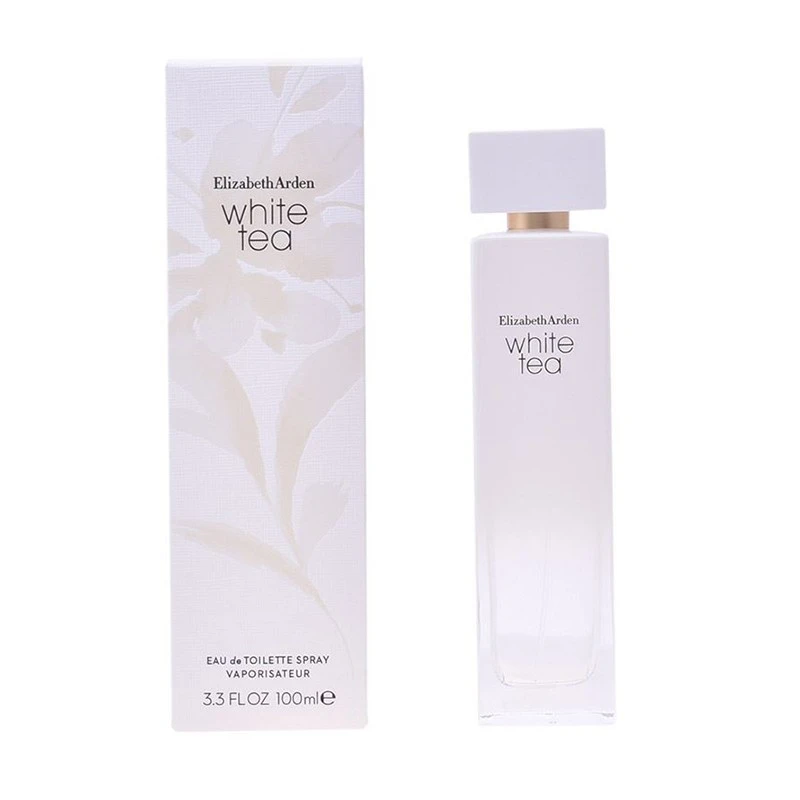 ElizabethArden
white
tea
EAU de TOILETTE SPRAY
VAPORISATEUR
3.3 FL OZ 100ml℮
ElizabethArden
white
tea